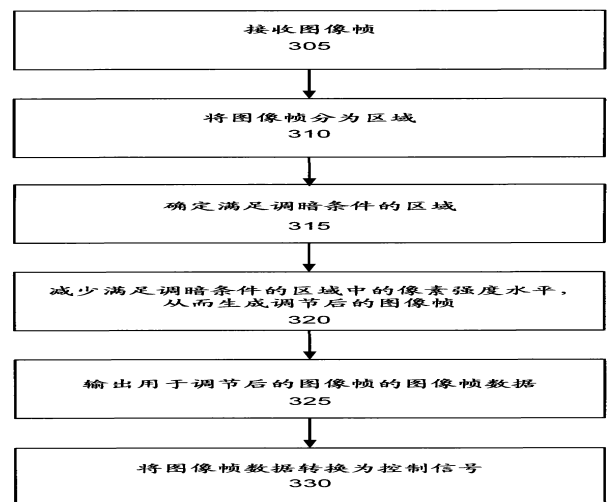 接收图像帧
305
将图像帧分为区域
310
确定满足调暗条件的区域
315
减少满足调暗条件的区域中的像素强度水平，
从而生成调节后的图像帧
320
输出用于调节后的图像帧的图像帧数据
325
将图像帧数据转换为控制信号
330